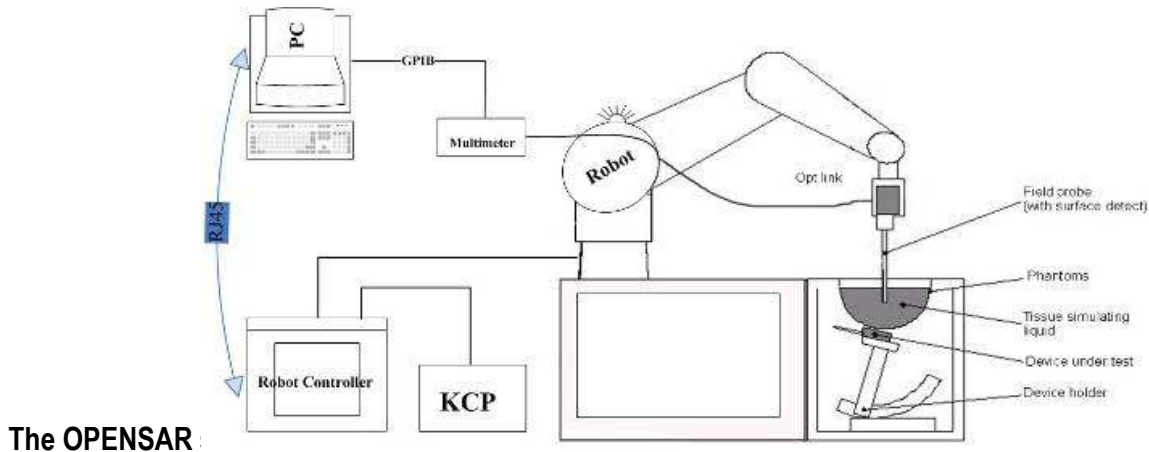 PC
GPIB
Multimeter
Robot
Opt link
Field probe
(with surface detect)
RJ45
Phantoms
Tissue simulating
liquid
Device under test
Robot Controller
KCP
Device holder
The OPENSAR